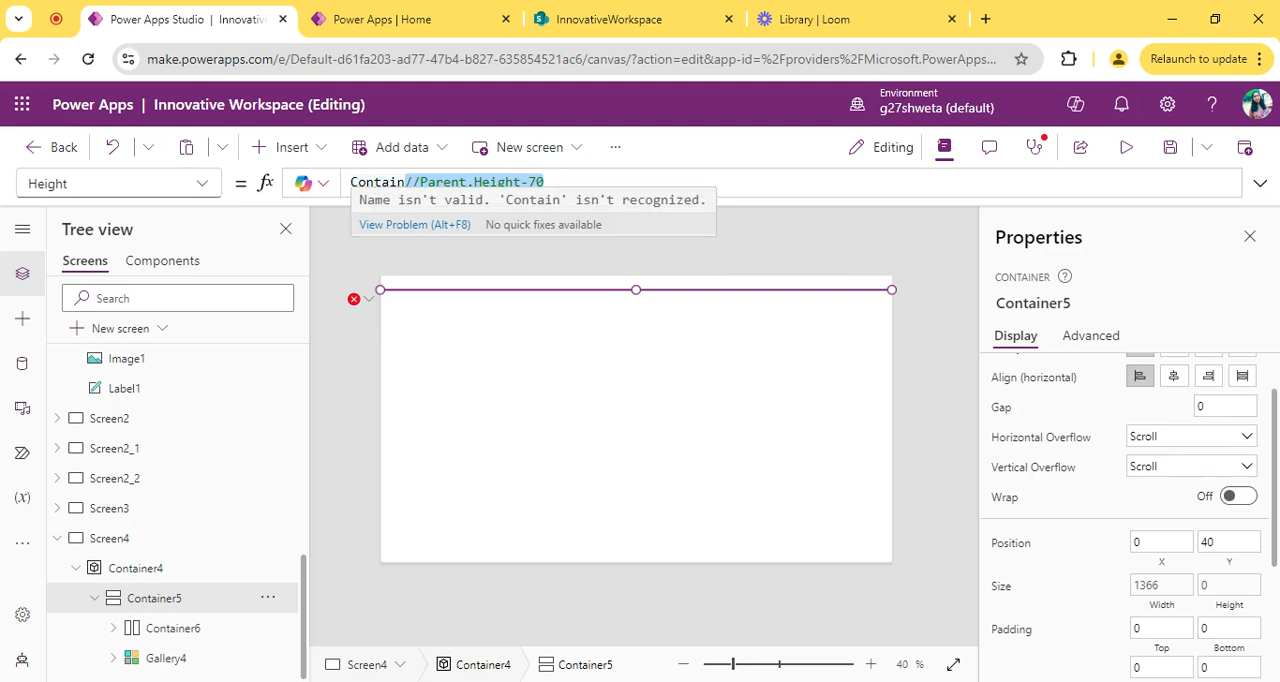 Power Apps Studio | Innovativ
Power Apps | Home
InnovativeWorkspace
Library | Loom
make.powerapps.com/e/Default-d61fa203-ad77-47b4-b827-635854521ac6/canvas/?action=edit&app-id=%2Fproviders%2FMicrosoft.PowerApps...
Relaunch to update
Power Apps | Innovative Workspace (Editing)
Environment
g27shweta (default)
Back
Insert
Add data
New screen
Editing
Height
= fx
Contain//Parent.Height-70
Name isn't valid. 'Contain' isn't recognized.
View Problem (Alt+F8) No quick fixes available
Tree view
Screens Components
Search
New screen
Image1
Label1
Screen2
Screen2_1
Screen2_2
Screen3
Screen4
Container4
Container5
Container6
Gallery4
Properties
CONTAINER
Container5
Display Advanced
Align (horizontal)
Gap 0
Horizontal Overflow Scroll
Vertical Overflow Scroll
Wrap Off
Position 0 40
X Y
Size 1366 0
Width Height
Padding 0 0
Top Bottom
0 0
Screen4 Container4 Container5
40 %